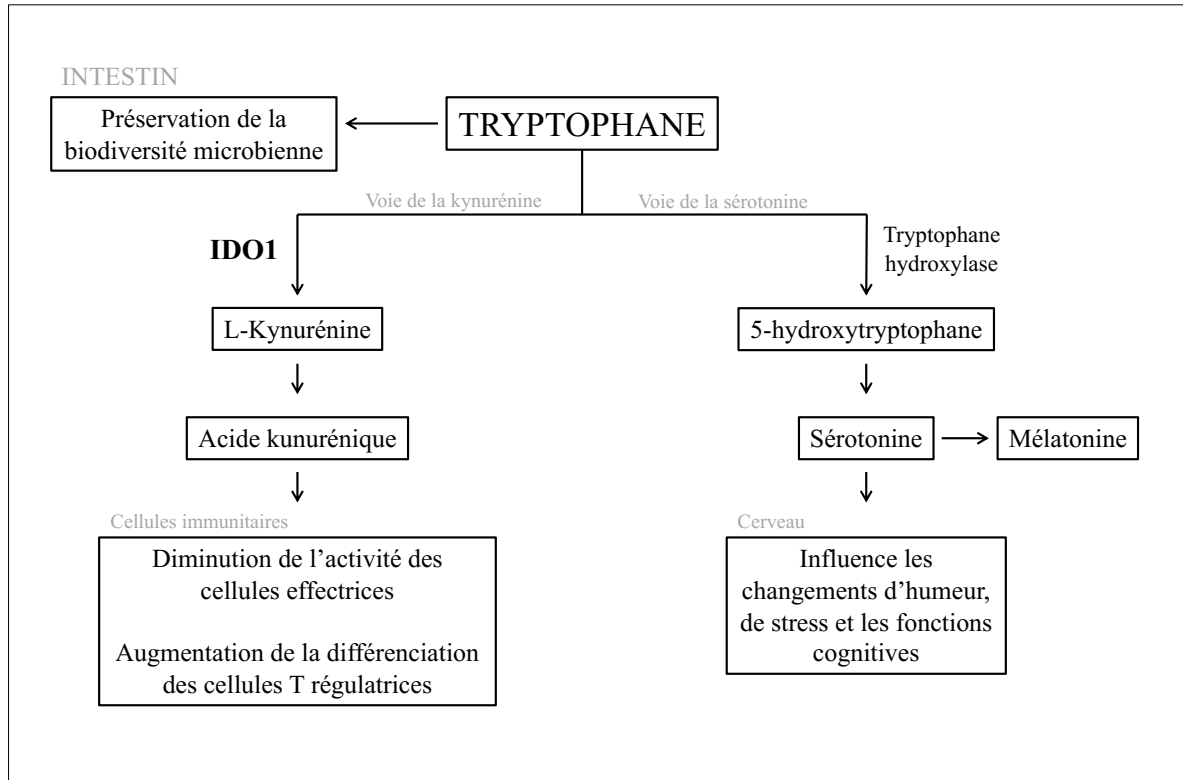 INTESTIN
Préservation de la
biodiversité microbienne
TRYPTOPHANE
Voie de la kynurénine
Voie de la sérotonine
IDO1
Tryptophane
hydroxylase
L-Kynurénine
5-hydroxytryptophane
Acide kunurénique
Sérotonine
Mélatonine
Cellules immunitaires
Diminution de l’activité des
cellules effectrices
Augmentation de la différenciation
des cellules T régulatrices
Cerveau
Influence les
changements d’humeur,
de stress et les fonctions
cognitives